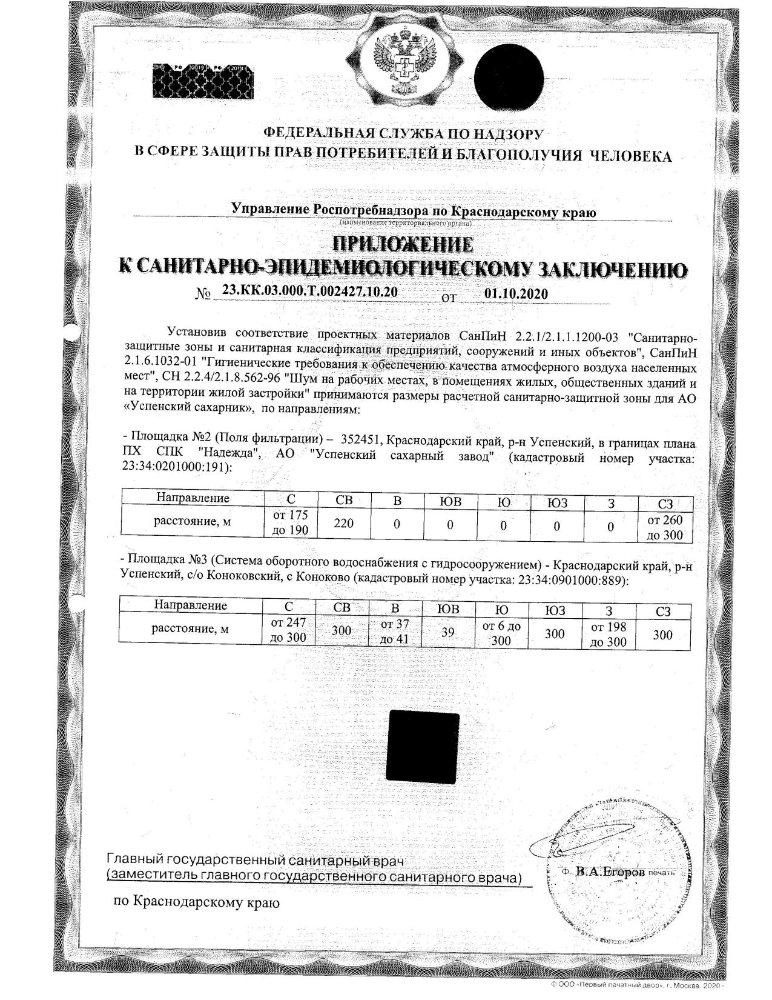 2019 РФ 2019 РФ 2019
ФЕДЕРАЛЬНАЯ СЛУЖБА ПО НАДЗОРУ
В СФЕРЕ ЗАЩИТЫ ПРАВ ПОТРЕБИТЕЛЕЙ И БЛАГОПОЛУЧИЯ ЧЕЛОВЕКА
Управление Роспотребнадзора по Краснодарскому краю
(наименование территориального органа)
ПРИЛОЖЕНИЕ
К САНИТАРНО-ЭПИДЕМИОЛОГИЧЕСКОМУ ЗАКЛЮЧЕНИЮ
№ 23.КК.03.000.Т.002427.10.20 от 01.10.2020
Установив соответствие проектных материалов СанПиН 2.2.1/2.1.1.1200-03 "Санитарно-
защитные зоны и санитарная классификация предприятий, сооружений и иных объектов", СанПиН
2.1.6.1032-01 "Гигиенические требования к обеспечению качества атмосферного воздуха населенных
мест", СН 2.2.4/2.1.8.562-96 "Шум на рабочих местах, в помещениях жилых, общественных зданий и
на территории жилой застройки" принимаются размеры расчетной санитарно-защитной зоны для АО
«Успенский сахарник», по направлениям:
- Площадка №2 (Поля фильтрации) – 352451, Краснодарский край, р-н Успенский, в границах плана
ПХ СПК "Надежда", АО "Успенский сахарный завод" (кадастровый номер участка:
23:34:0201000:191):
Направление С СВ В ЮВ Ю ЮЗ З СЗ
расстояние, м от 175 до 190 220 0 0 0 0 0 от 260 до 300
- Площадка №3 (Система оборотного водоснабжения с гидросооружением) - Краснодарский край, р-н
Успенский, с/о Коноковский, с Коноково (кадастровый номер участка: 23:34:0901000:889):
Направление С СВ В ЮВ Ю ЮЗ З СЗ
расстояние, м от 247 до 300 300 от 37 до 41 39 от 6 до 300 300 от 198 до 300 300
Главный государственный санитарный врач
(заместитель главного государственного санитарного врача)
Ф. В.А.Егоров печать
по Краснодарскому краю
© ООО «Первый печатный двор», г. Москва, 2020 г.